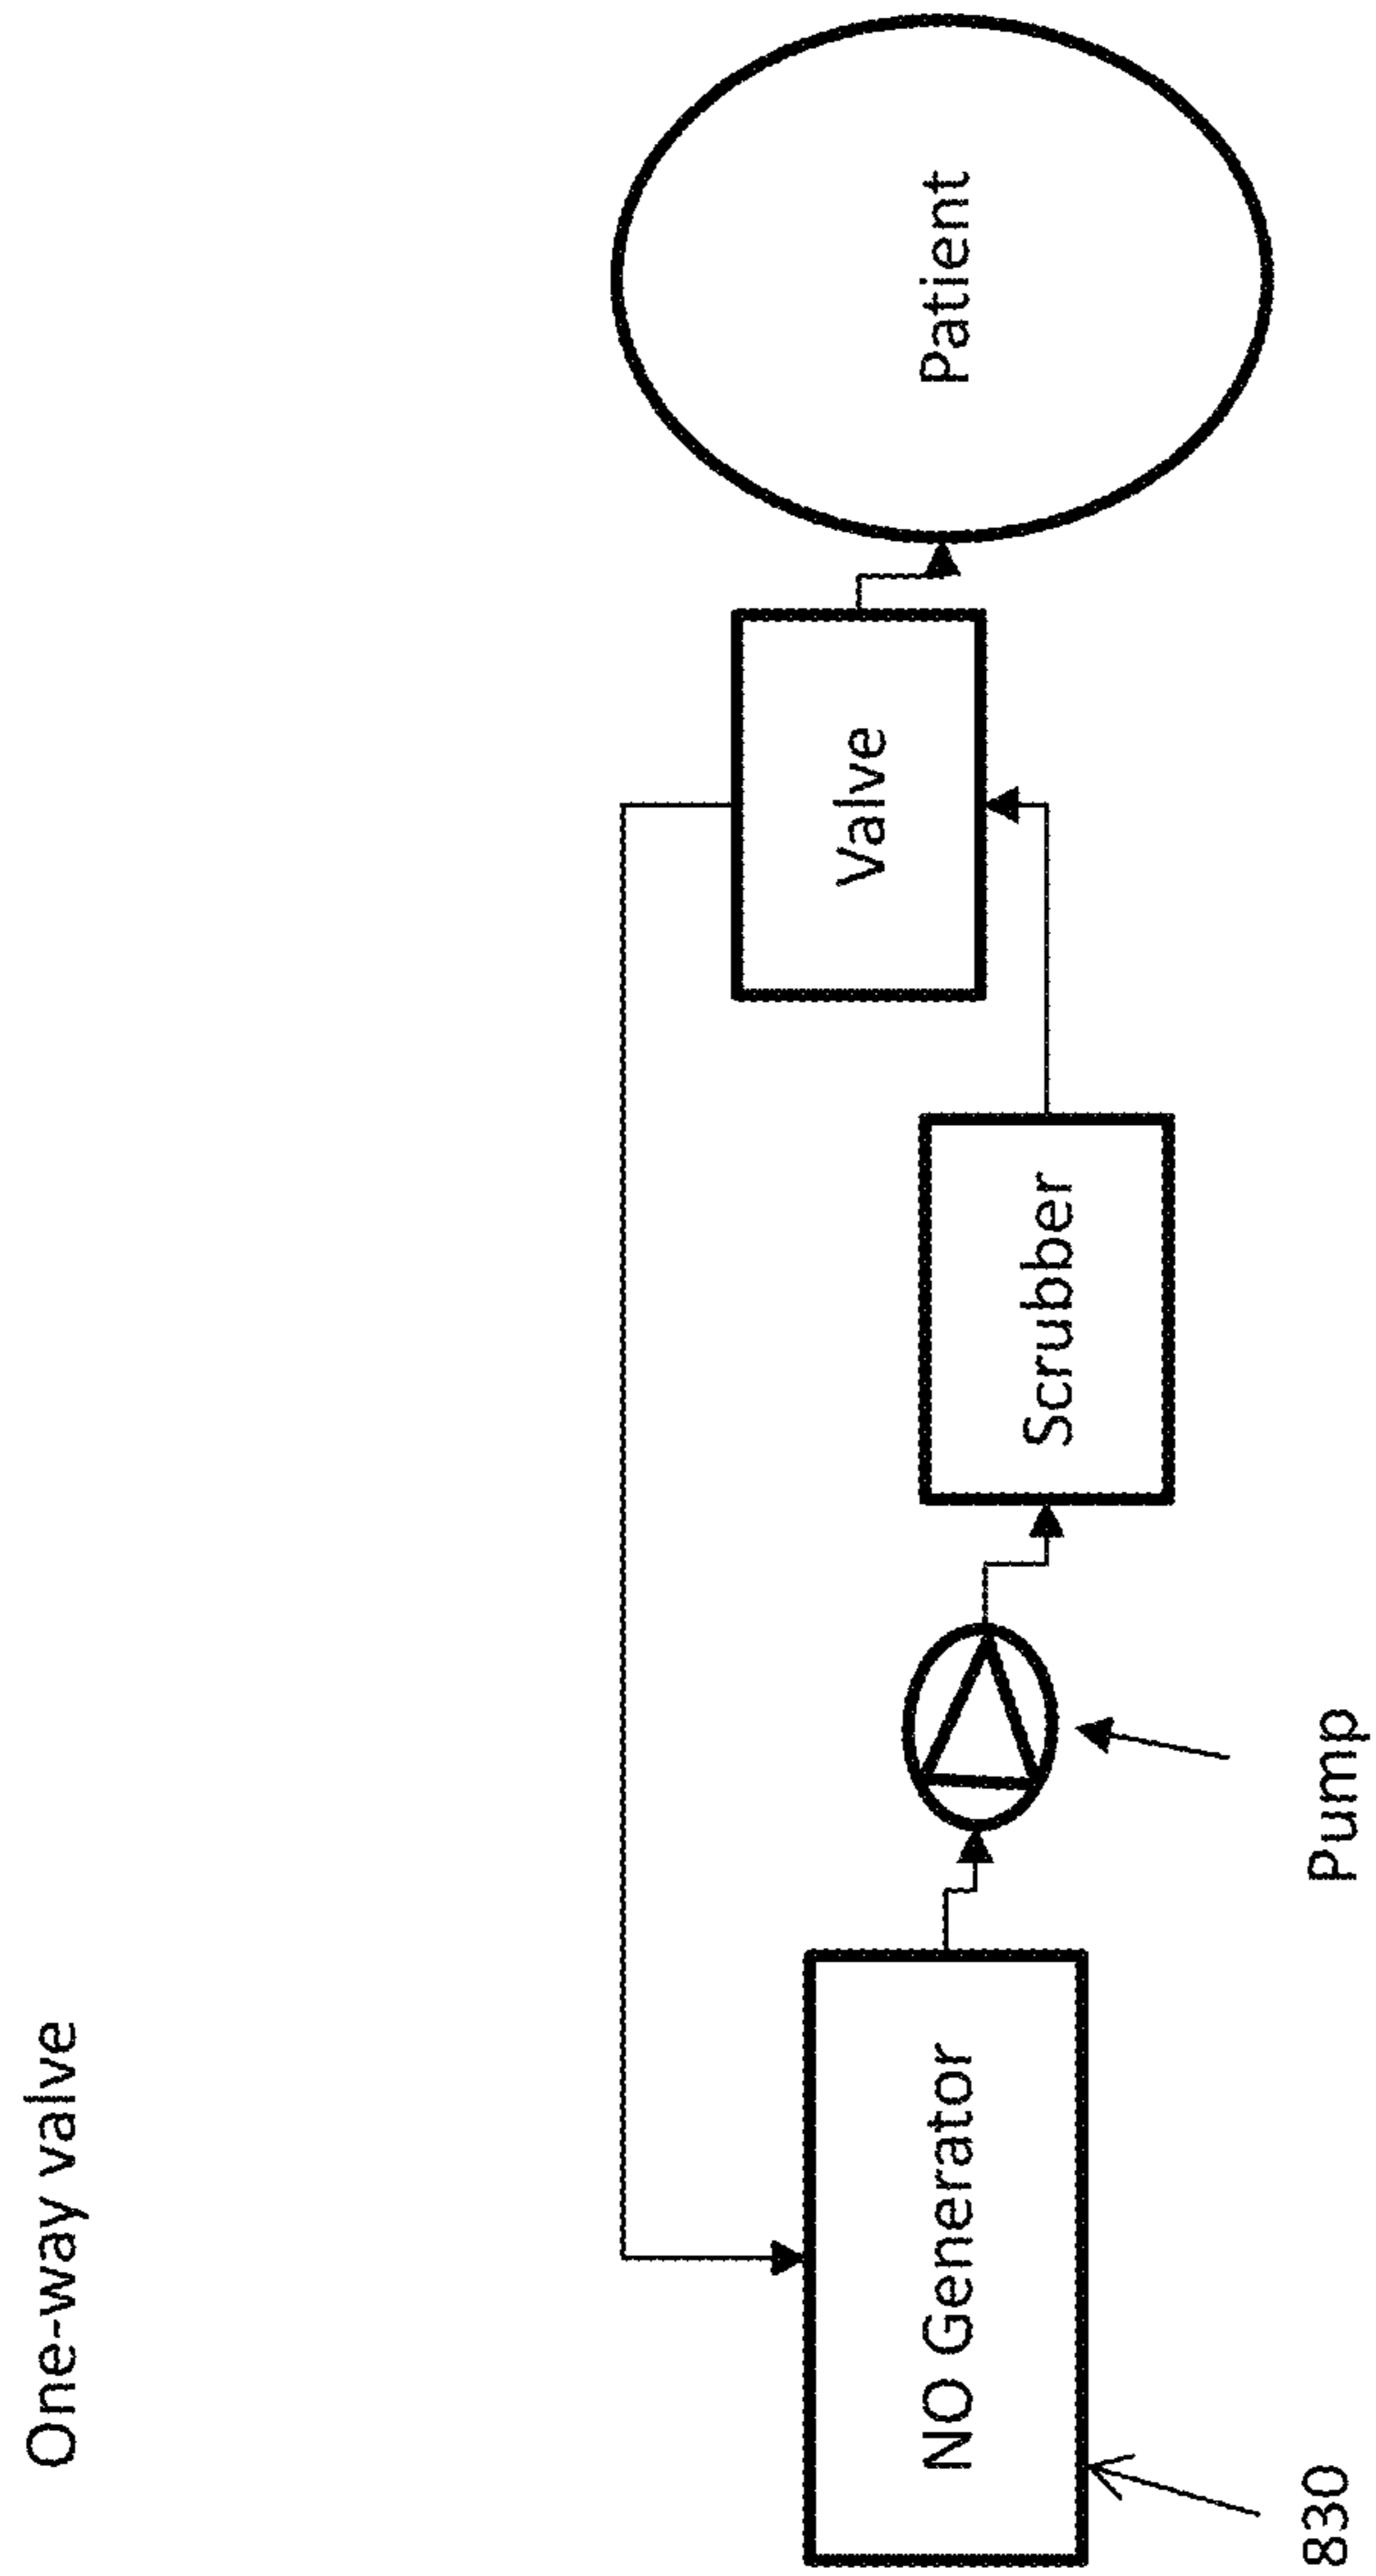 One-way valve
NO Generator
Scrubber
Valve
Patient
830
Pump